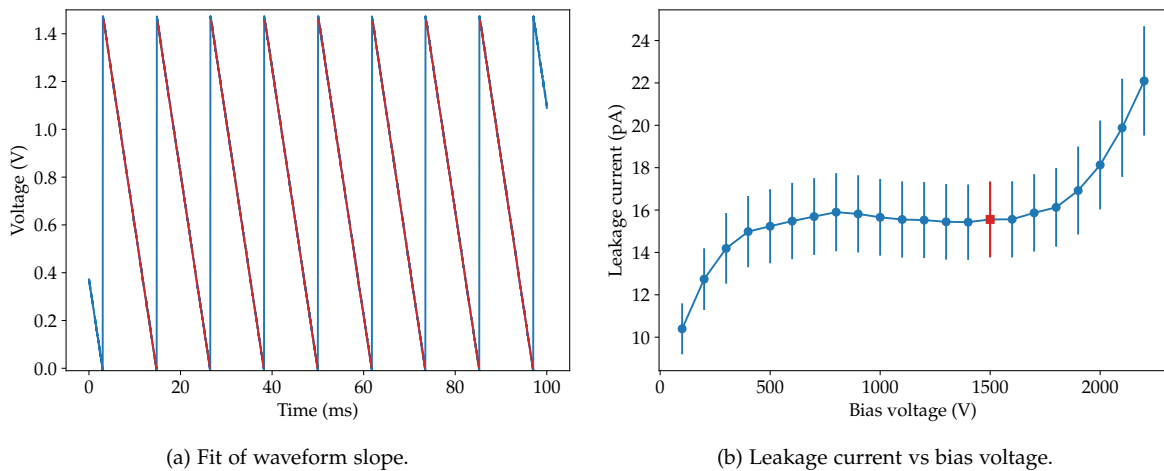 1.4
1.2
1.0
0.8
0.6
0.4
0.2
0.0
Voltage (V)
0 20 40 60 80 100
Time (ms)
(a) Fit of waveform slope.
24
22
20
18
16
14
12
10
Leakage current (pA)
0 500 1000 1500 2000
Bias voltage (V)
(b) Leakage current vs bias voltage.